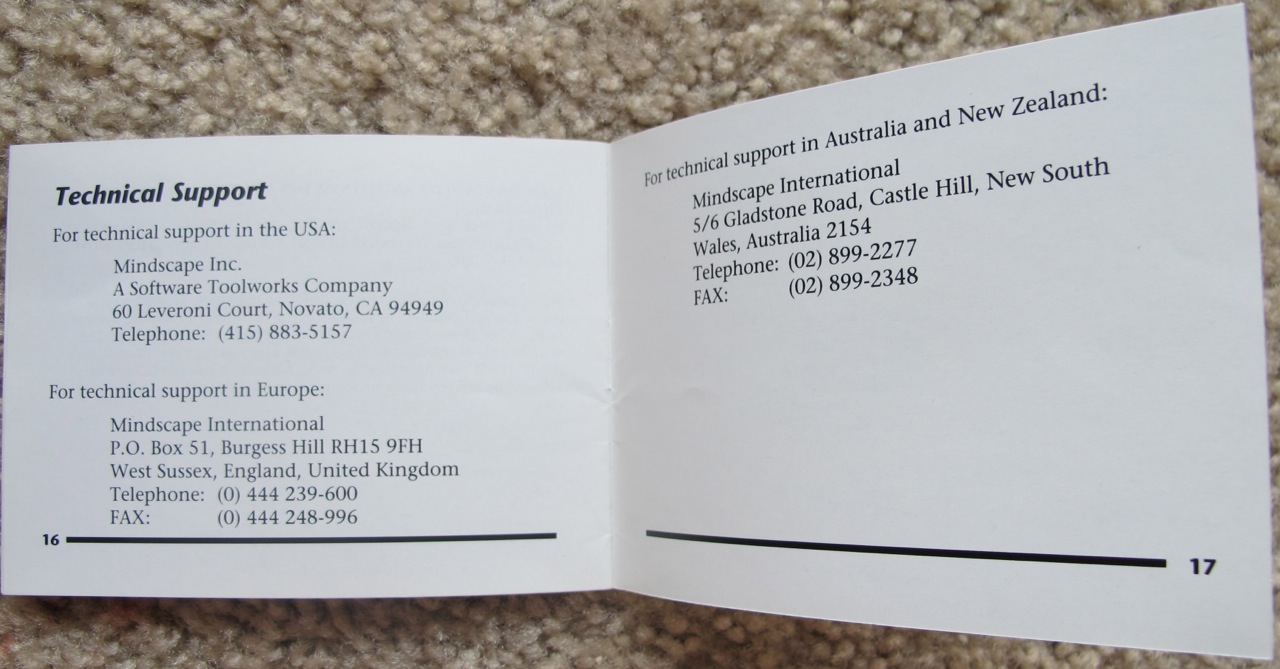 Technical Support
For technical support in the USA:
Mindscape Inc.
A Software Toolworks Company
60 Leveroni Court, Novato, CA 94949
Telephone: (415) 883-5157
For technical support in Europe:
Mindscape International
P.O. Box 51, Burgess Hill RH15 9FH
West Sussex, England, United Kingdom
Telephone: (0) 444 239-600
FAX: (0) 444 248-996
16
For technical support in Australia and New Zealand:
Mindscape International
5/6 Gladstone Road, Castle Hill, New South
Wales, Australia 2154
Telephone: (02) 899-2277
FAX: (02) 899-2348
17